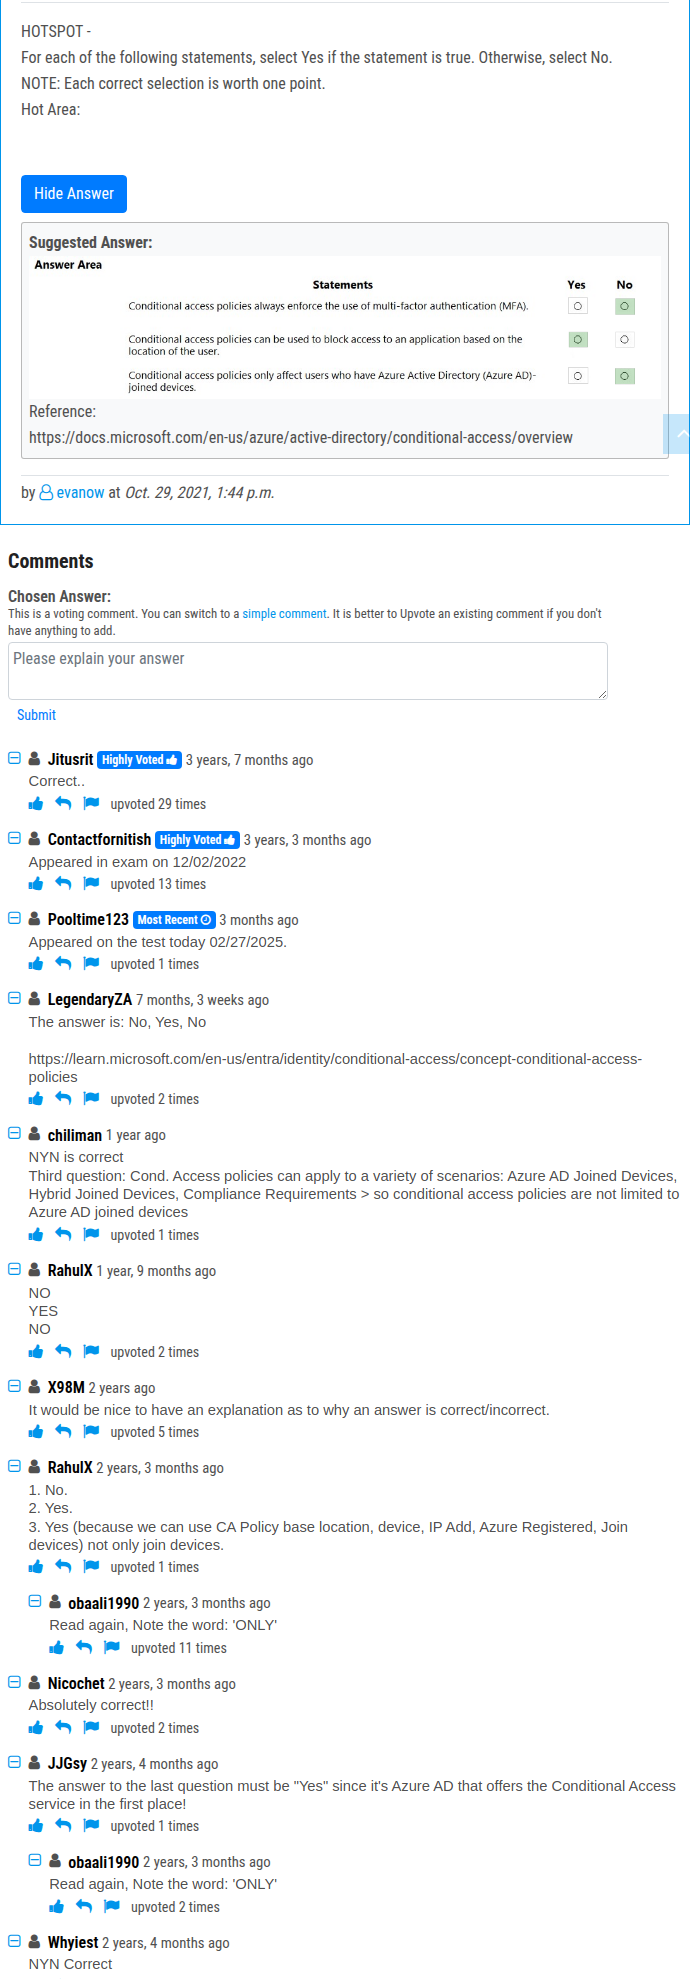 HOTSPOT -
For each of the following statements, select Yes if the statement is true. Otherwise, select No.
NOTE: Each correct selection is worth one point.
Hot Area:
Hide Answer
Suggested Answer:
Answer Area
Statements Yes No
Conditional access policies always enforce the use of multi-factor authentication (MFA).
Conditional access policies can be used to block access to an application based on the
location of the user.
Conditional access policies only affect users who have Azure Active Directory (Azure AD)-
joined devices.
Reference:
https://docs.microsoft.com/en-us/azure/active-directory/conditional-access/overview
by evanow at Oct. 29, 2021, 1:44 p.m.
Comments
Chosen Answer:
This is a voting comment. You can switch to a simple comment. It is better to Upvote an existing comment if you don't
have anything to add.
Please explain your answer
Submit
Jitusrit Highly Voted 3 years, 7 months ago
Correct..
upvoted 29 times
Contactfornitish Highly Voted 3 years, 3 months ago
Appeared in exam on 12/02/2022
upvoted 13 times
Pooltime123 Most Recent 3 months ago
Appeared on the test today 02/27/2025.
upvoted 1 times
LegendaryZA 7 months, 3 weeks ago
The answer is: No, Yes, No
https://learn.microsoft.com/en-us/entra/identity/conditional-access/concept-conditional-access-
policies
upvoted 2 times
chiliman 1 year ago
NYN is correct
Third question: Cond. Access policies can apply to a variety of scenarios: Azure AD Joined Devices,
Hybrid Joined Devices, Compliance Requirements > so conditional access policies are not limited to
Azure AD joined devices
upvoted 1 times
RahulX 1 year, 9 months ago
NO
YES
NO
upvoted 2 times
X98M 2 years ago
It would be nice to have an explanation as to why an answer is correct/incorrect.
upvoted 5 times
RahulX 2 years, 3 months ago
1. No.
2. Yes.
3. Yes (because we can use CA Policy base location, device, IP Add, Azure Registered, Join
devices) not only join devices.
upvoted 1 times
obaali1990 2 years, 3 months ago
Read again, Note the word: 'ONLY'
upvoted 11 times
Nicochet 2 years, 3 months ago
Absolutely correct!!
upvoted 2 times
JJGsy 2 years, 4 months ago
The answer to the last question must be "Yes" since it's Azure AD that offers the Conditional Access
service in the first place!
upvoted 1 times
obaali1990 2 years, 3 months ago
Read again, Note the word: 'ONLY'
upvoted 2 times
Whyiest 2 years, 4 months ago
NYN Correct